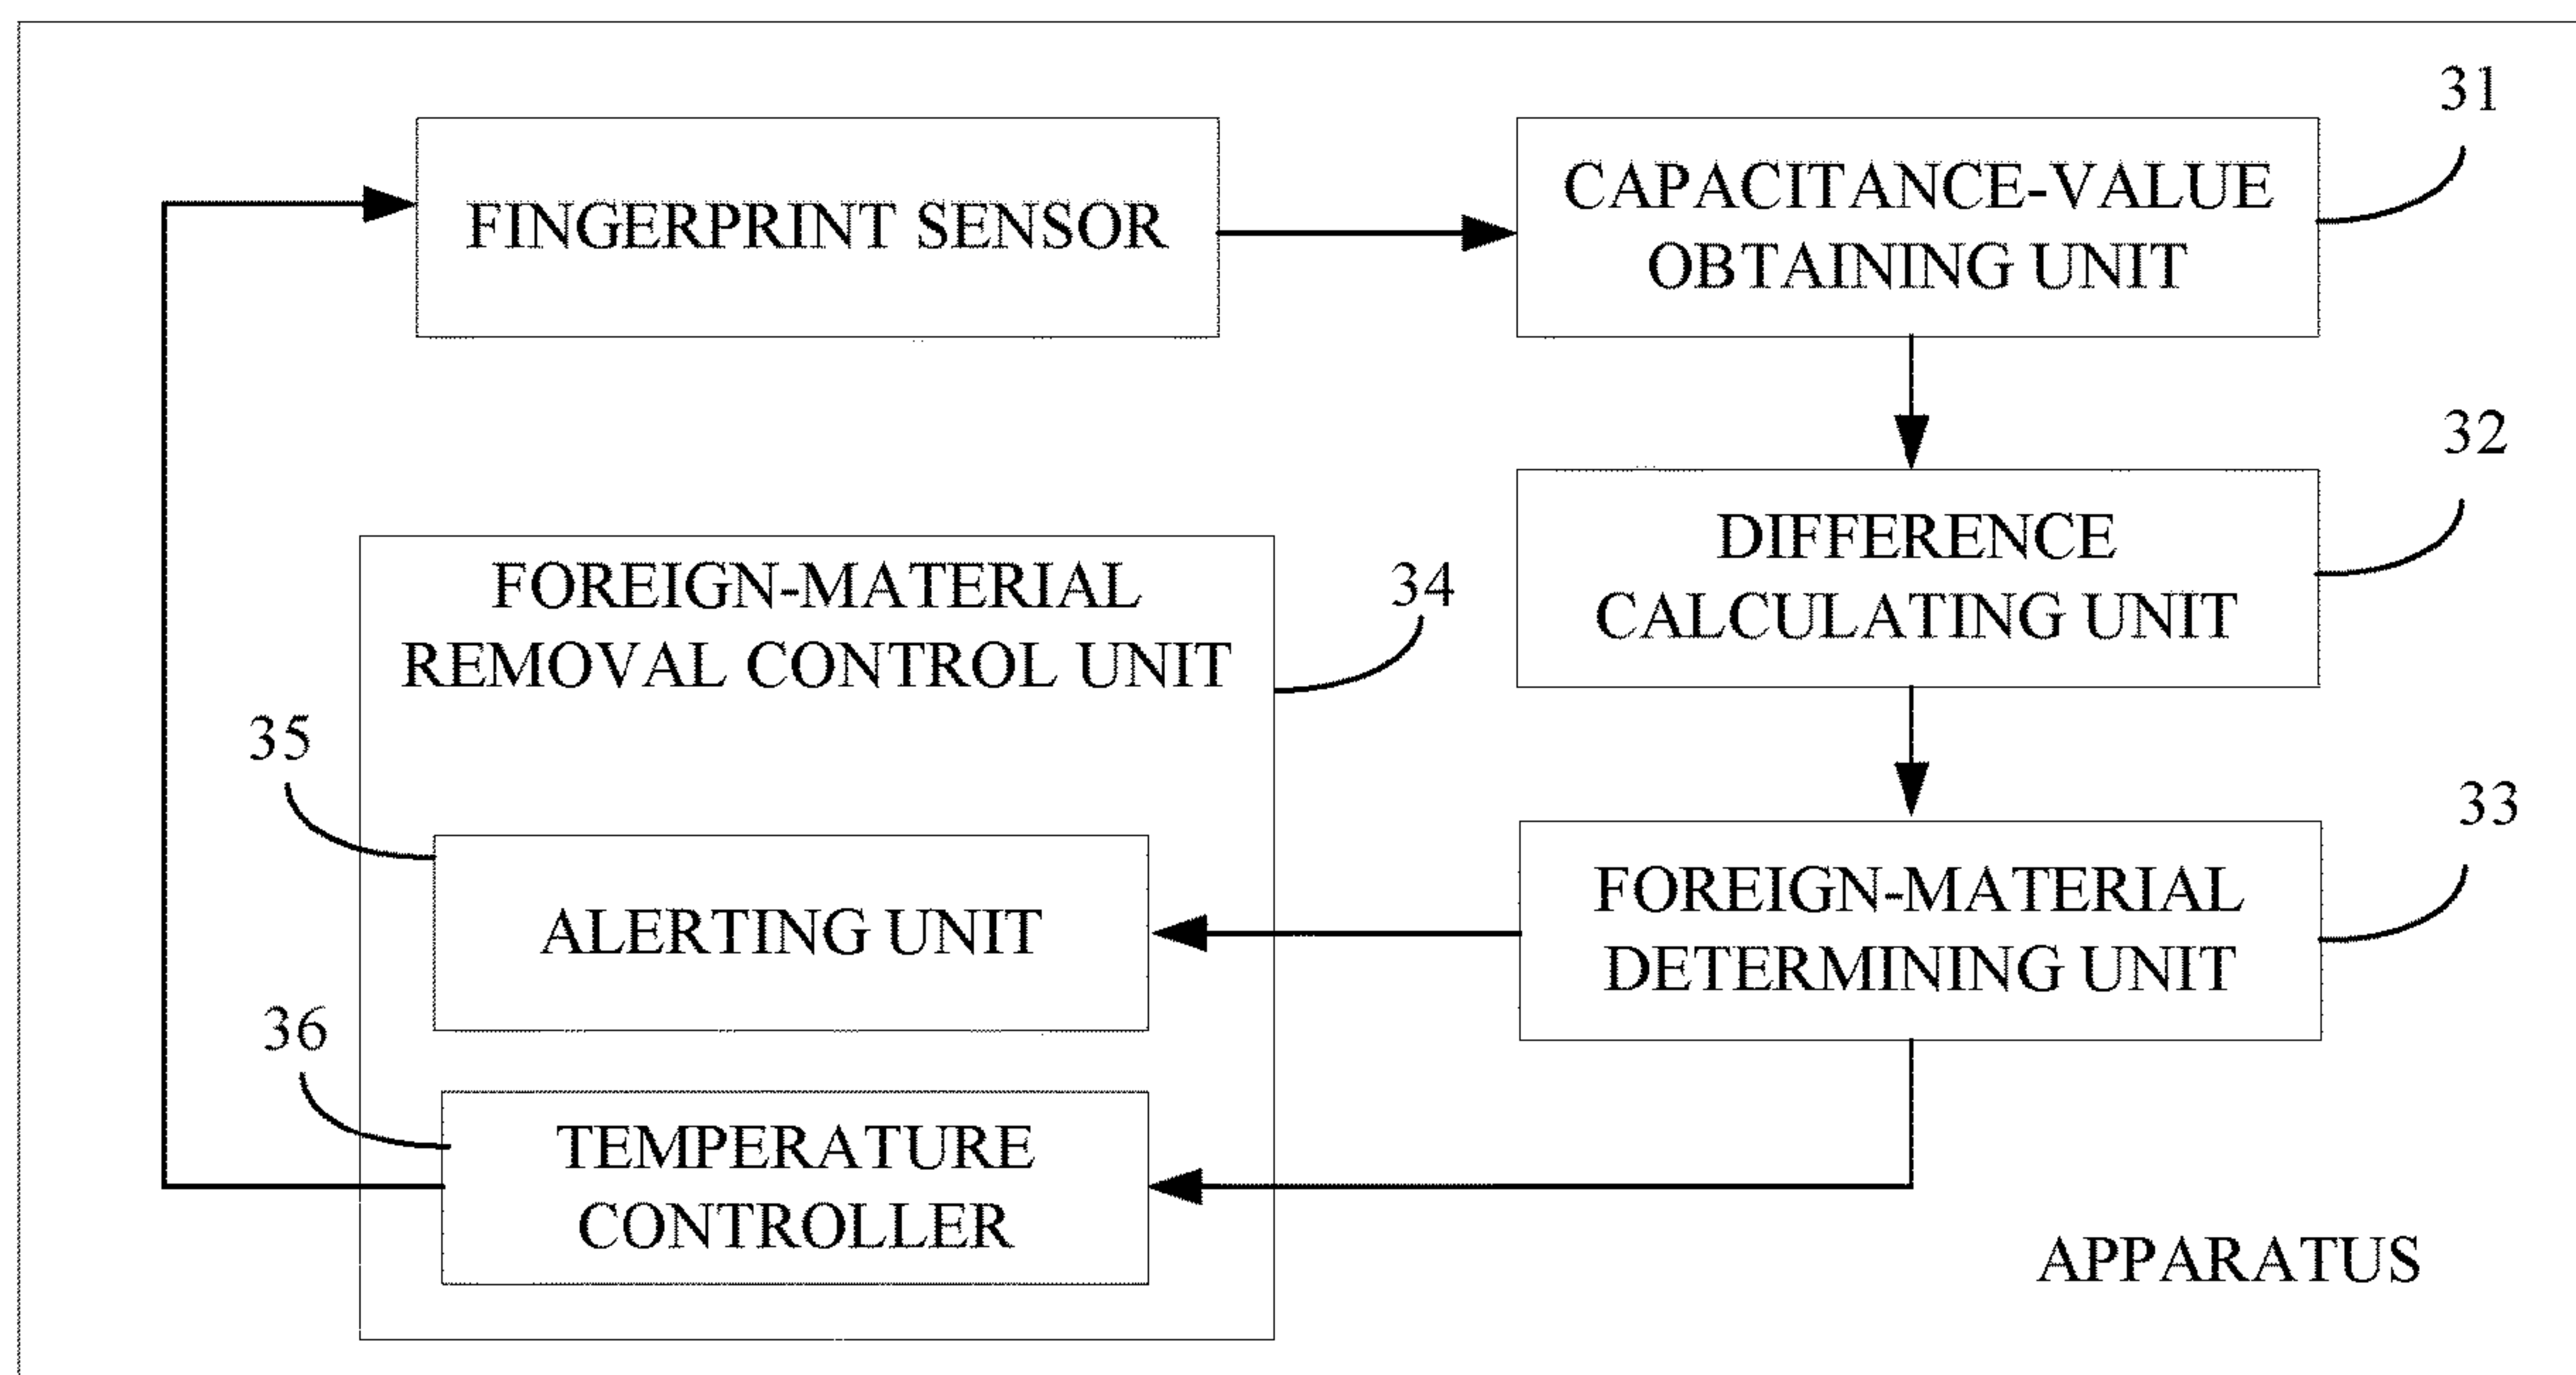 31
FINGERPRINT SENSOR
CAPACITANCE-VALUE
OBTAINING UNIT
32
DIFFERENCE
CALCULATING UNIT
FOREIGN-MATERIAL
REMOVAL CONTROL UNIT
34
35
33
ALERTING UNIT
FOREIGN-MATERIAL
DETERMINING UNIT
36
TEMPERATURE
CONTROLLER
APPARATUS